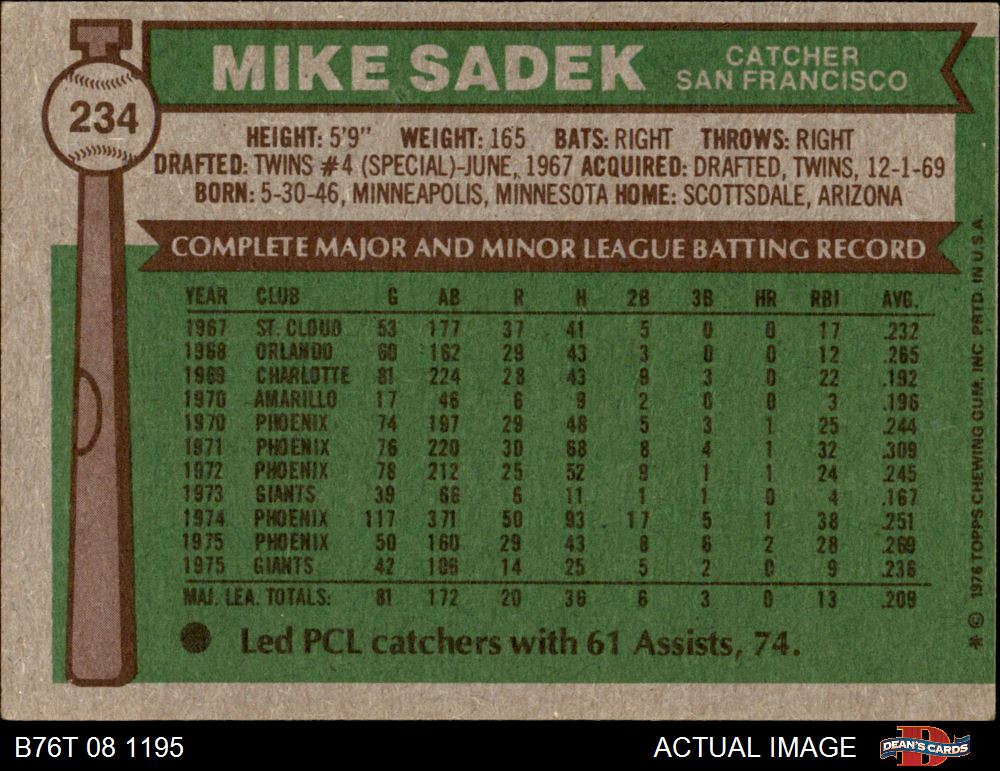 MIKE SADEK
CATCHER
SAN FRANCISCO
234
HEIGHT: 5'9" WEIGHT: 165 BATS: RIGHT THROWS: RIGHT
DRAFTED: TWINS #4 (SPECIAL)-JUNE, 1967 ACQUIRED: DRAFTED, TWINS, 12-1-69
BORN: 5-30-46, MINNEAPOLIS, MINNESOTA HOME: SCOTTSDALE, ARIZONA
COMPLETE MAJOR AND MINOR LEAGUE BATTING RECORD
YEAR CLUB G AB R H 2B 3B HR RBI AVG.
1967 ST. CLOUD 53 177 37 41 5 0 0 17 .232
1968 ORLANDO 60 162 29 43 3 0 0 12 .265
1969 CHARLOTTE 81 224 28 43 9 3 0 22 .192
1970 AMARILLO 17 46 6 9 2 0 0 3 .196
1970 PHOENIX 74 197 29 48 5 3 1 25 .244
1971 PHOENIX 76 220 30 68 8 4 1 32 .309
1972 PHOENIX 78 212 25 52 9 1 1 24 .245
1973 GIANTS 39 66 6 11 1 1 0 4 .167
1974 PHOENIX 117 371 50 93 17 5 1 38 .251
1975 PHOENIX 50 160 29 43 8 6 2 28 .269
1975 GIANTS 42 106 14 25 5 2 0 9 .236
MAJ. LEA. TOTALS: 81 172 20 36 6 3 0 13 .209
Led PCL catchers with 61 Assists, 74.
* © 1976 TOPPS CHEWING GUM, INC PRTD. IN U.S.A.
B76T 08 1195
ACTUAL IMAGE
D
DEAN'S CARDS